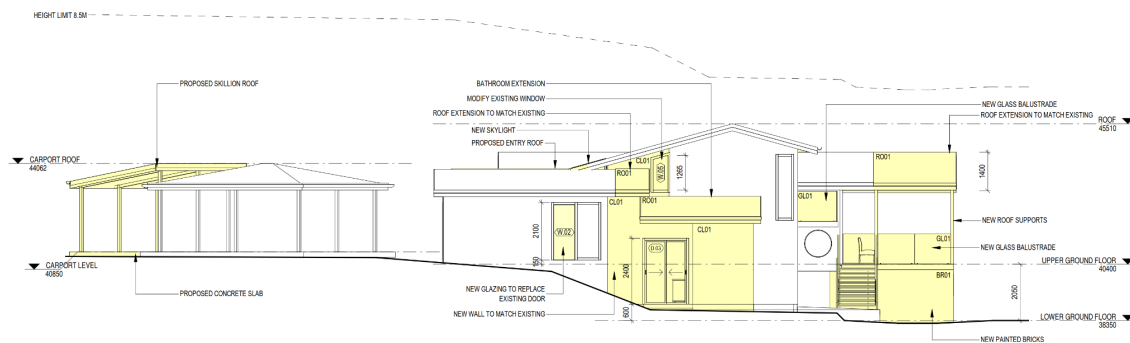 HEIGHT LIMIT 8.5M
PROPOSED SKILLION ROOF
BATHROOM EXTENSION
MODIFY EXISTING WINDOW
ROOF EXTENSION TO MATCH EXISTING
NEW SKYLIGHT
PROPOSED ENTRY ROOF
NEW GLASS BALUSTRADE
ROOF EXTENSION TO MATCH EXISTING
ROOF
45510
CARPORT ROOF
44062
CL01
RO01
W.05
1265
RO01
1400
CL01
RO01
GL01
CL01
2100
W.02
150
D.03
2400
600
NEW ROOF SUPPORTS
GL01
NEW GLASS BALUSTRADE
UPPER GROUND FLOOR
40400
BR01
2050
CARPORT LEVEL
40850
PROPOSED CONCRETE SLAB
NEW GLAZING TO REPLACE
EXISTING DOOR
NEW WALL TO MATCH EXISTING
LOWER GROUND FLOOR
38350
NEW PAINTED BRICKS